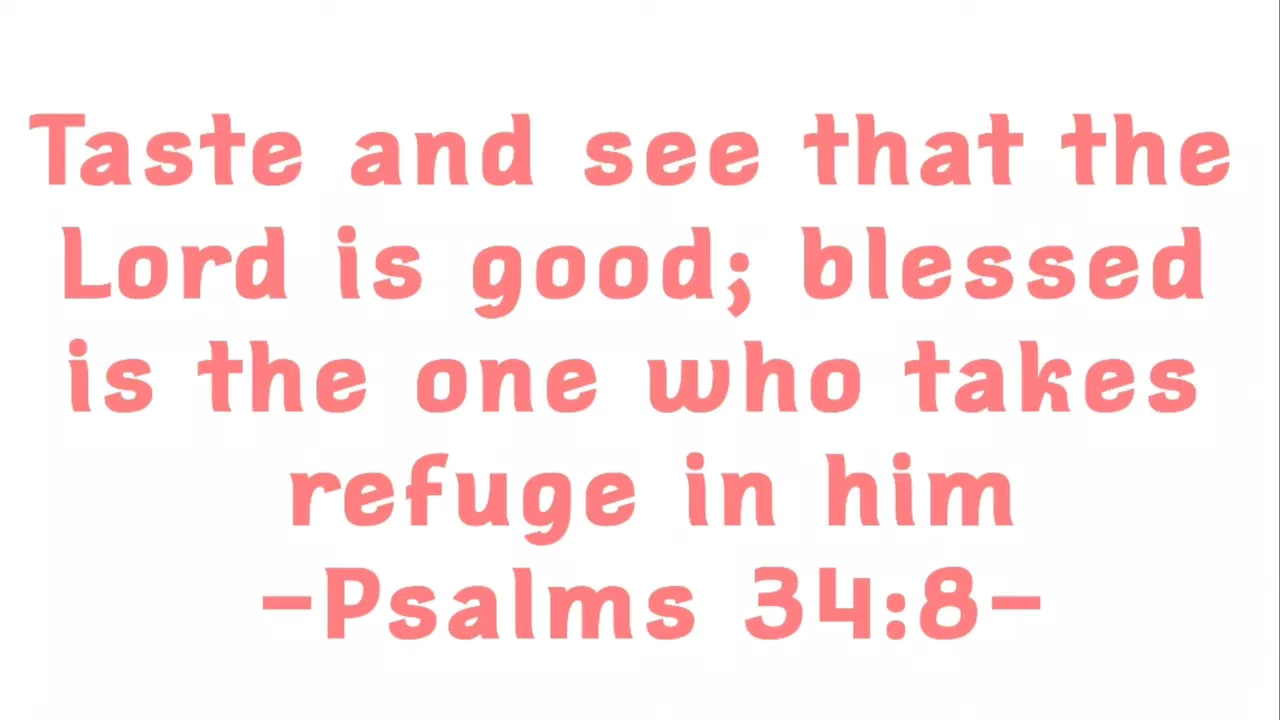 Taste and see that the
Lord is good; blessed
is the one who takes
refuge in him
-Psalms 34:8-